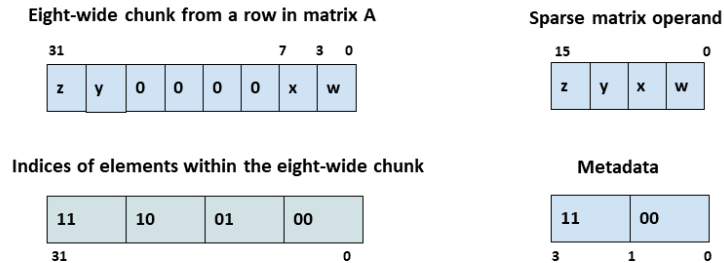 Eight-wide chunk from a row in matrix A
31 7 3 0
z y 0 0 0 0 x w
Sparse matrix operand
15 0
z y x w
Indices of elements within the eight-wide chunk
11 10 01 00
31 0
Metadata
11 00
3 1 0